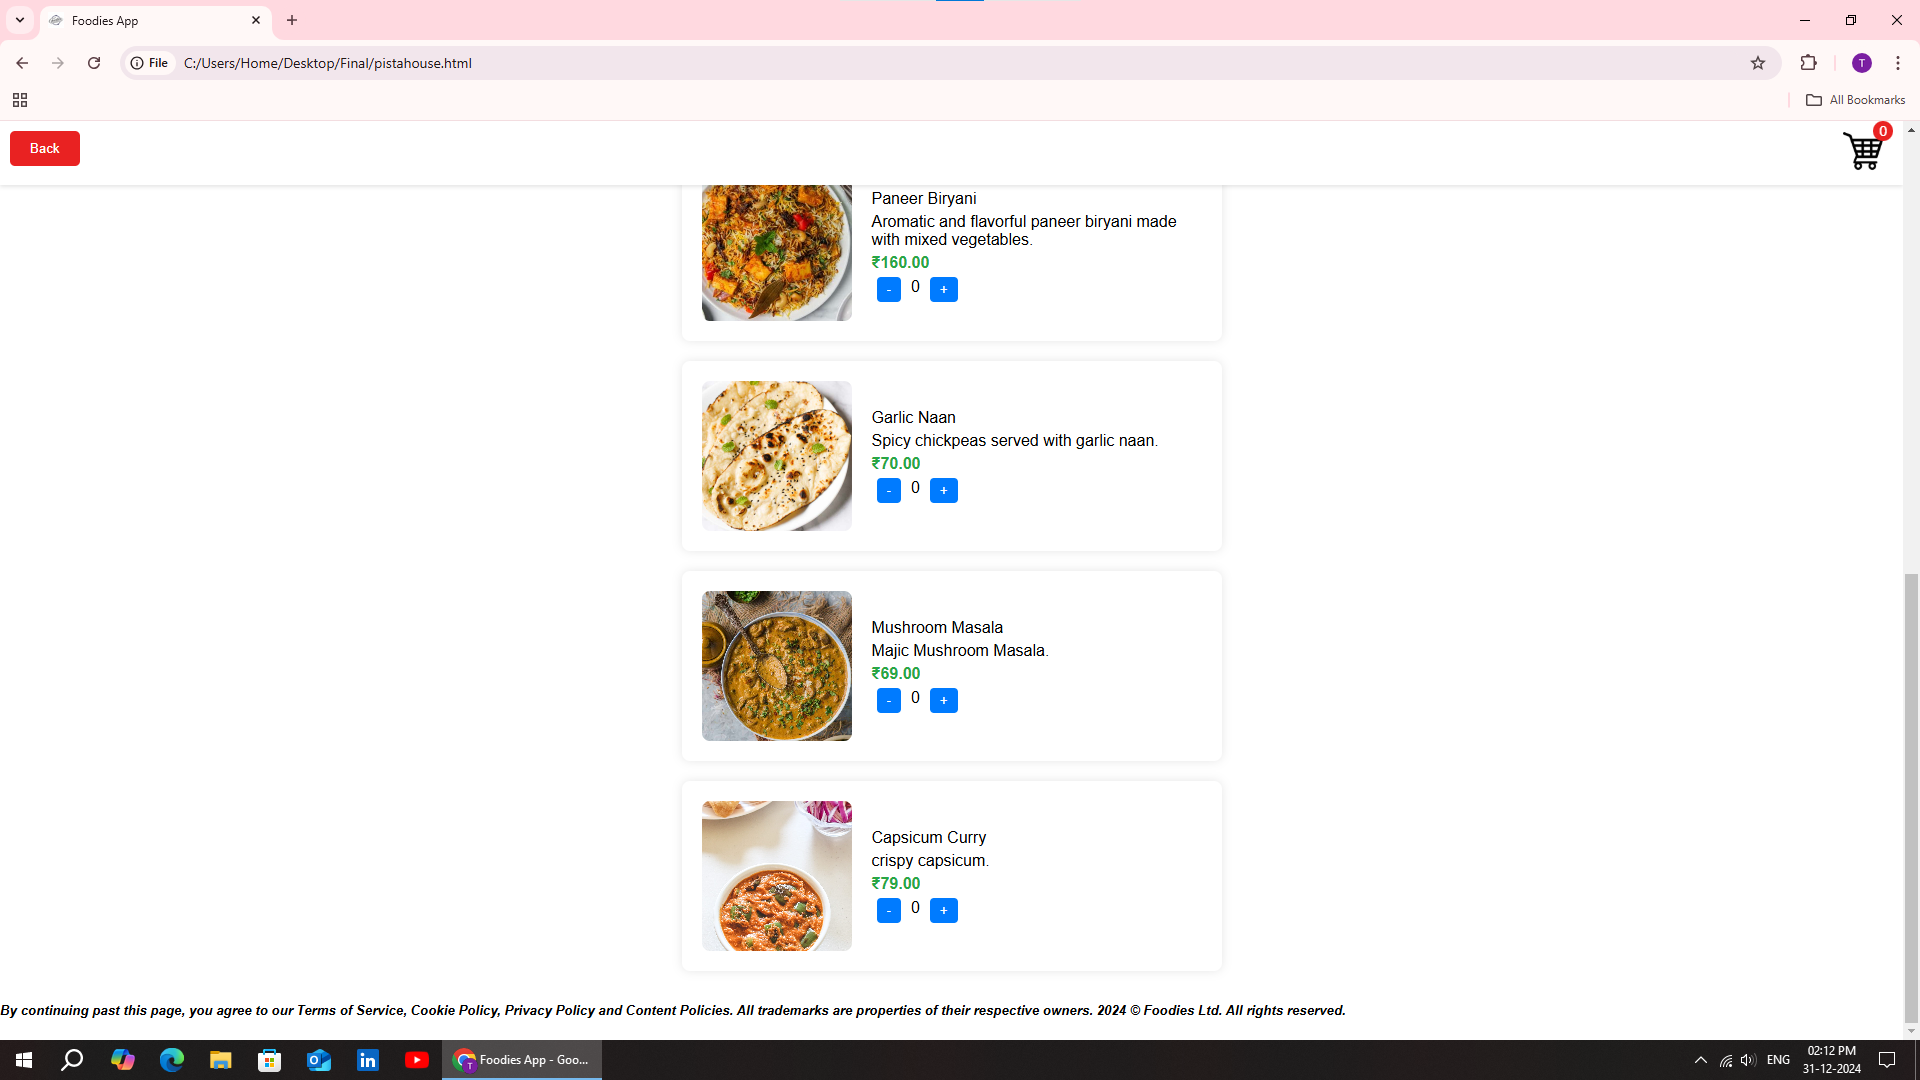 Foodies App
File
C:/Users/Home/Desktop/Final/pistahouse.html
T
All Bookmarks
Back
0
Paneer Biryani
Aromatic and flavorful paneer biryani made
with mixed vegetables.
₹160.00
- 0 +
Garlic Naan
Spicy chickpeas served with garlic naan.
₹70.00
- 0 +
Mushroom Masala
Majic Mushroom Masala.
₹69.00
- 0 +
Capsicum Curry
crispy capsicum.
₹79.00
- 0 +
By continuing past this page, you agree to our Terms of Service, Cookie Policy, Privacy Policy and Content Policies. All trademarks are properties of their respective owners. 2024 © Foodies Ltd. All rights reserved.
Foodies App - Goo...
ENG
02:12 PM
31-12-2024